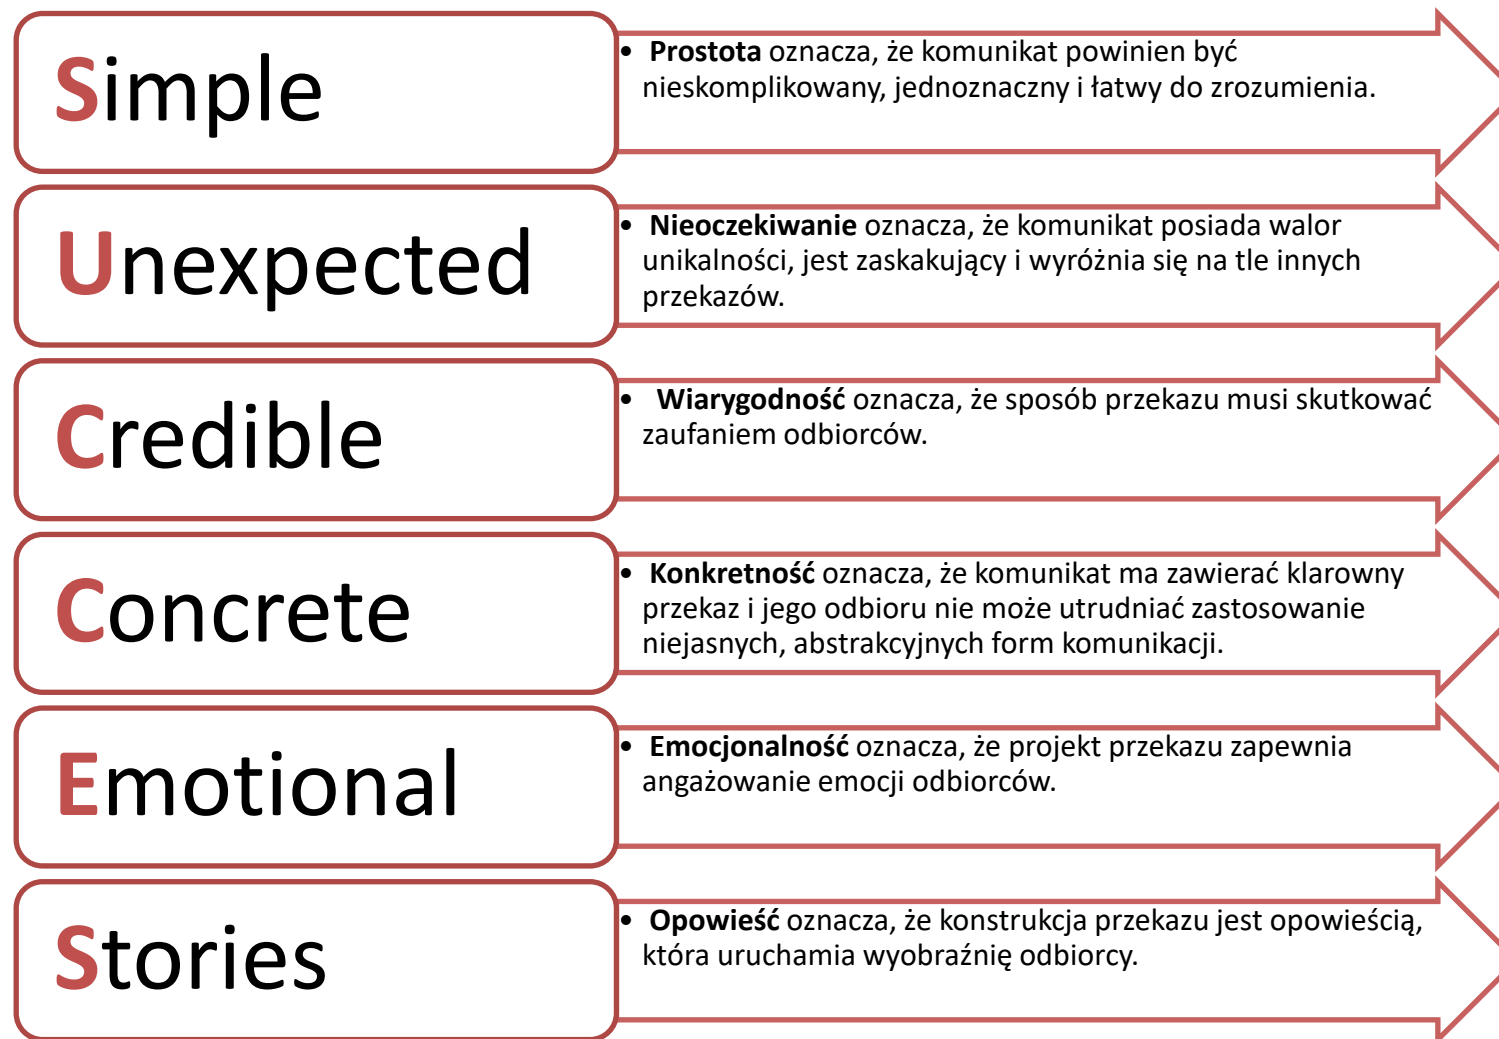 Simple
• Prostota oznacza, że komunikat powinien być
nieskomplikowany, jednoznaczny i łatwy do zrozumienia.
Unexpected
• Nieoczekiwanie oznacza, że komunikat posiada walor
unikalności, jest zaskakujący i wyróżnia się na tle innych
przekazów.
Credible
• Wiarygodność oznacza, że sposób przekazu musi skutkować
zaufaniem odbiorców.
Concrete
• Konkretność oznacza, że komunikat ma zawierać klarowny
przekaz i jego odbioru nie może utrudniać zastosowanie
niejasnych, abstrakcyjnych form komunikacji.
Emotional
• Emocjonalność oznacza, że projekt przekazu zapewnia
angażowanie emocji odbiorców.
Stories
• Opowieść oznacza, że konstrukcja przekazu jest opowieścią,
która uruchamia wyobraźnię odbiorcy.